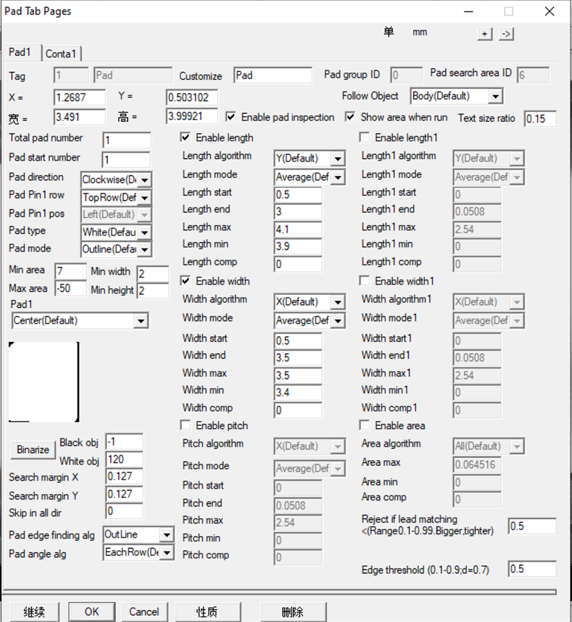 Pad Tab Pages
单 mm + ->
Pad1 Conta1
Tag 1 Pad Customize Pad Pad group ID 0 Pad search area ID 6
X = 1.2687 Y = 0.503102 Follow Object Body(Default)
宽 = 3.491 高 = 3.99921 Enable pad inspection Show area when run Text size ratio 0.15
Total pad number 1
Pad start number 1
Pad direction Clockwise(D
Pad Pin1 row TopRow(Def
Pad Pin1 pos Left(Default)
Pad type White(Defau
Pad mode Outline(Defau
Min area 7 Min width 2
Max area -50 Min height 2
Pad1
Center(Default)
Binarize Black obj -1
White obj 120
Search margin X 0.127
Search margin Y 0.127
Skip in all dir 0
Pad edge finding alg OutLine
Pad angle alg EachRow(De
Enable length
Length algorithm Y(Default)
Length mode Average(Def
Length start 0.5
Length end 3
Length max 4.1
Length min 3.9
Length comp 0
Enable width
Width algorithm X(Default)
Width mode Average(Def
Width start 0.5
Width end 3.5
Width max 3.5
Width min 3.4
Width comp 0
Enable pitch
Pitch algorithm X(Default)
Pitch mode Average(Def
Pitch start 0
Pitch end 0.0508
Pitch max 2.54
Pitch min 0
Pitch comp 0
Enable length1
Length1 algorithm Y(Default)
Length1 mode Average(Def
Length1 start 0
Length1 end 0.0508
Length1 max 2.54
Length1 min 0
Length1 comp 0
Enable width1
Width algorithm1 X(Default)
Width mode1 Average(Def
Width start1 0
Width end1 0.0508
Width max1 2.54
Width min1 0
Width comp1 0
Enable area
Area algorithm All(Default)
Area max 0.064516
Area min 0
Area comp 0
Reject if lead matching
<(Range0.1-0.99.Bigger,tighter) 0.5
Edge threshold (0.1-0.9;d=0.7) 0.5
继续 OK Cancel 性质 删除